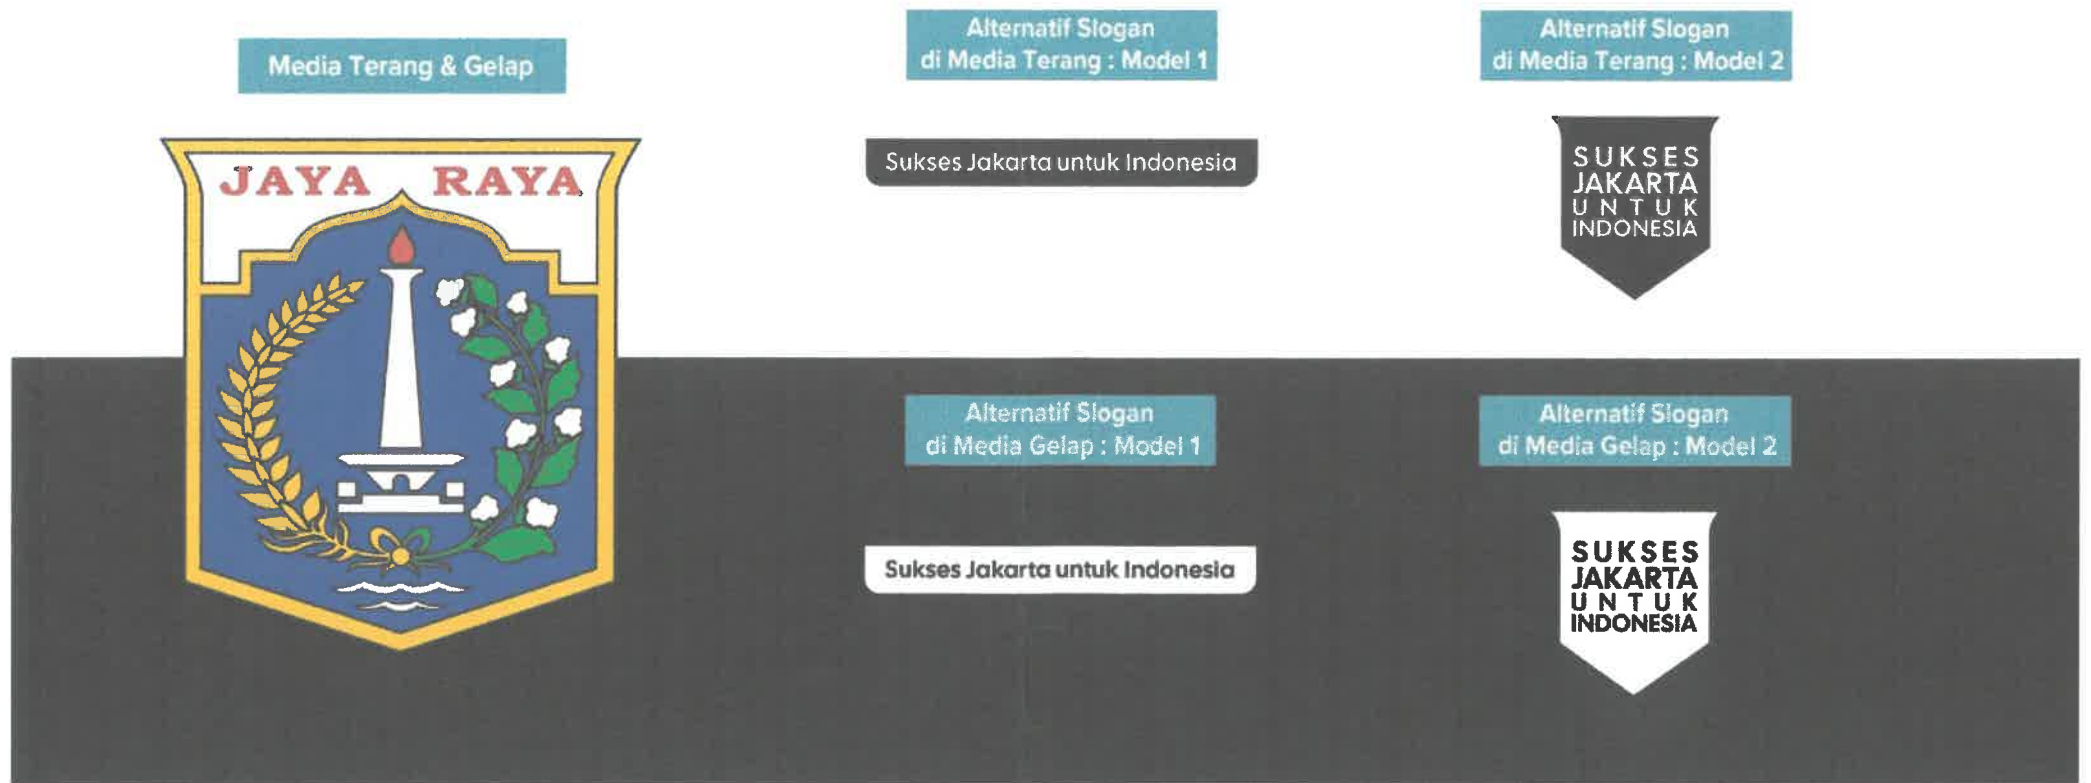 Media Terang & Gelap
JAYA RAYA
Alternatif Slogan
di Media Terang : Model 1
Sukses Jakarta untuk Indonesia
Alternatif Slogan
di Media Terang : Model 2
SUKSES
JAKARTA
UNTUK
INDONESIA
Alternatif Slogan
di Media Gelap : Model 1
Sukses Jakarta untuk Indonesia
Alternatif Slogan
di Media Gelap : Model 2
SUKSES
JAKARTA
UNTUK
INDONESIA